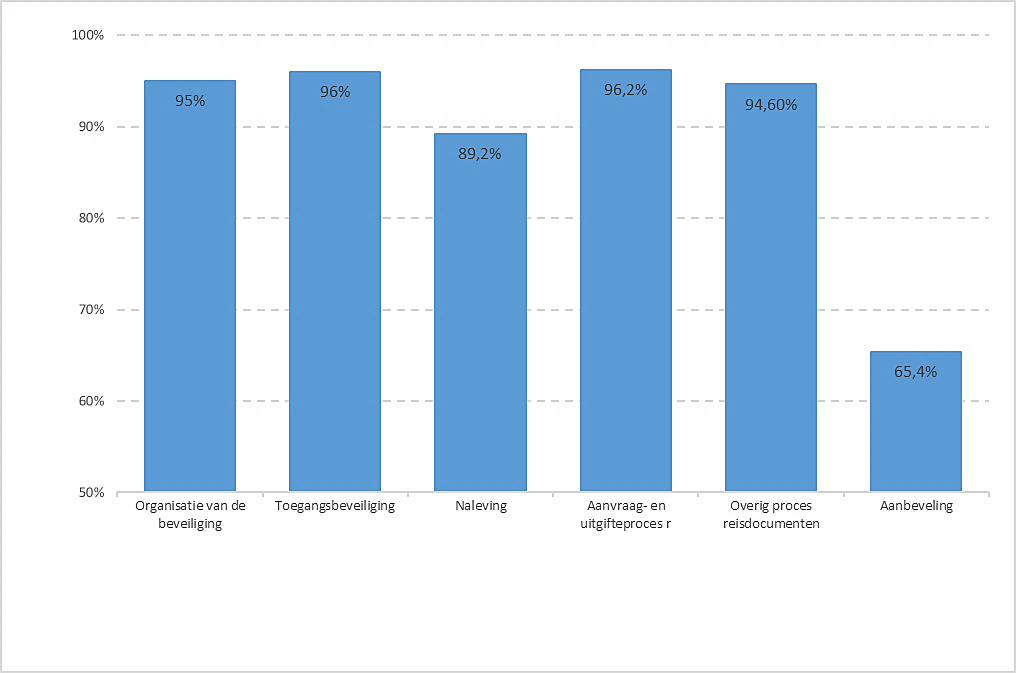 100%
90%
80%
70%
60%
50%
95%
96%
89,2%
96,2%
94,60%
65,4%
Organisatie van de
beveiliging
Toegangsbeveiliging
Naleving
Aanvraag- en
uitgifteproces r
Overig proces
reisdocumenten
Aanbeveling